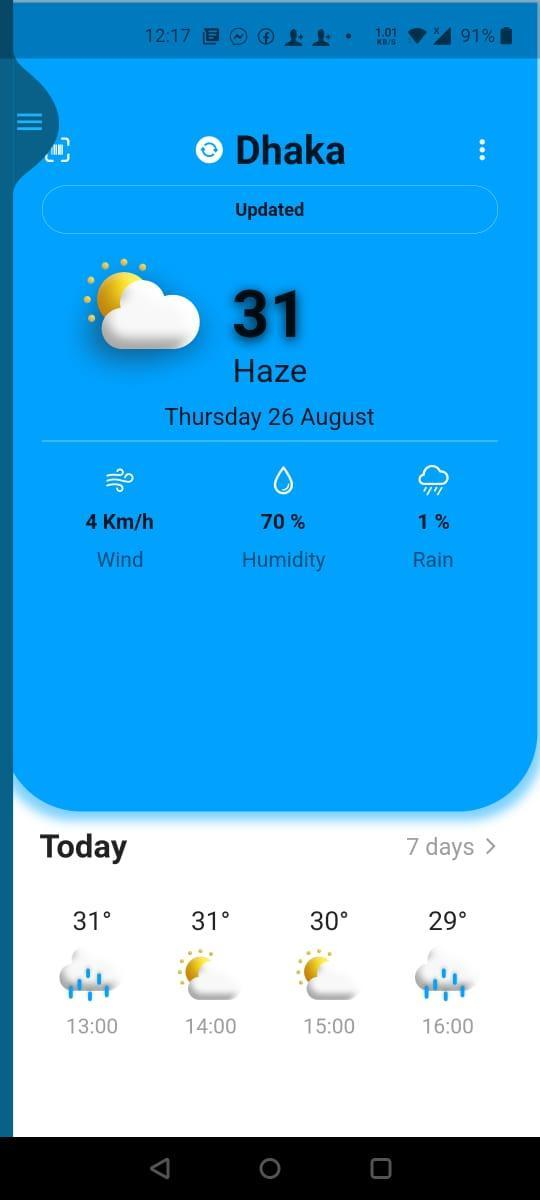 12:17 1.01 KB/S 91%
Dhaka
Updated
31
Haze
Thursday 26 August
4 Km/h 70 % 1 %
Wind Humidity Rain
Today 7 days
31° 31° 30° 29°
13:00 14:00 15:00 16:00